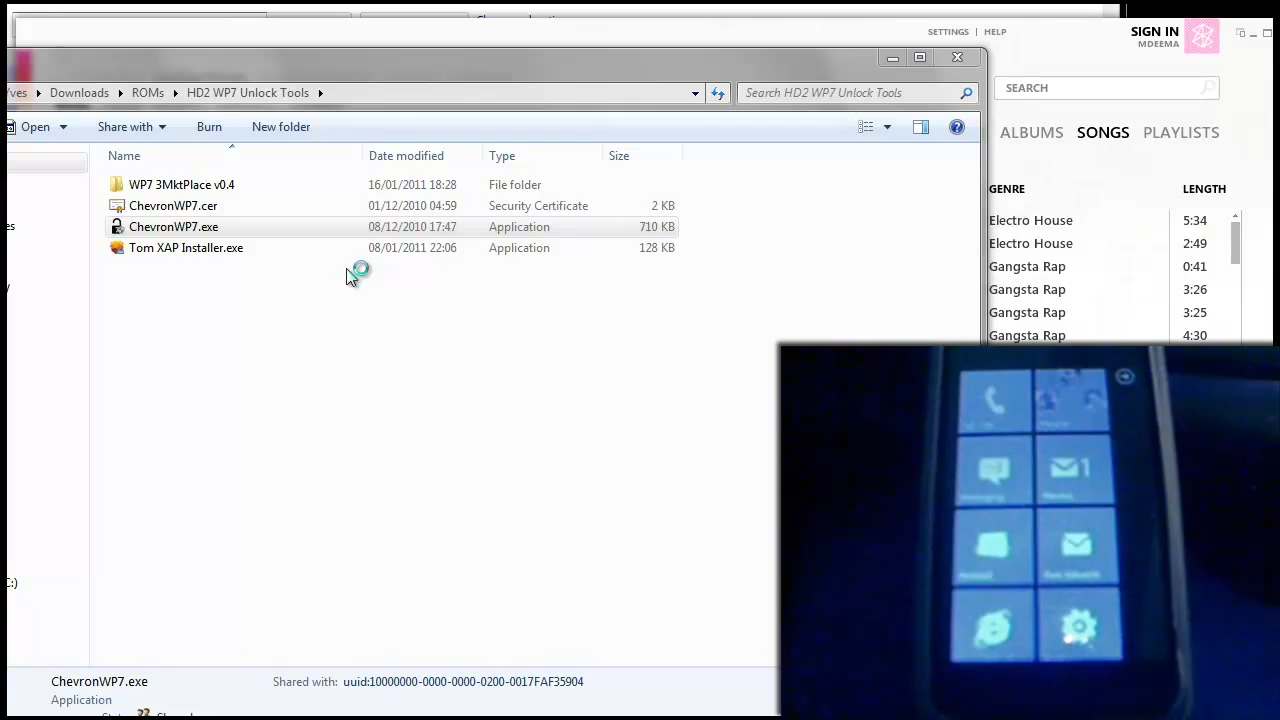 SETTINGS | HELP
SIGN IN
MDEEMA
Downloads ▸ ROMs ▸ HD2 WP7 Unlock Tools ▸
Search HD2 WP7 Unlock Tools
SEARCH
Open Share with Burn New folder
ALBUMS SONGS PLAYLISTS
Name Date modified Type Size
WP7 3MktPlace v0.4 16/01/2011 18:28 File folder
ChevronWP7.cer 01/12/2010 04:59 Security Certificate 2 KB
ChevronWP7.exe 08/12/2010 17:47 Application 710 KB
Tom XAP Installer.exe 08/01/2011 22:06 Application 128 KB
GENRE LENGTH
Electro House 5:34
Electro House 2:49
Gangsta Rap 0:41
Gangsta Rap 3:26
Gangsta Rap 3:25
Gangsta Rap 4:30
1
C:)
ChevronWP7.exe Shared with: uuid:10000000-0000-0000-0200-0017FAF35904
Application